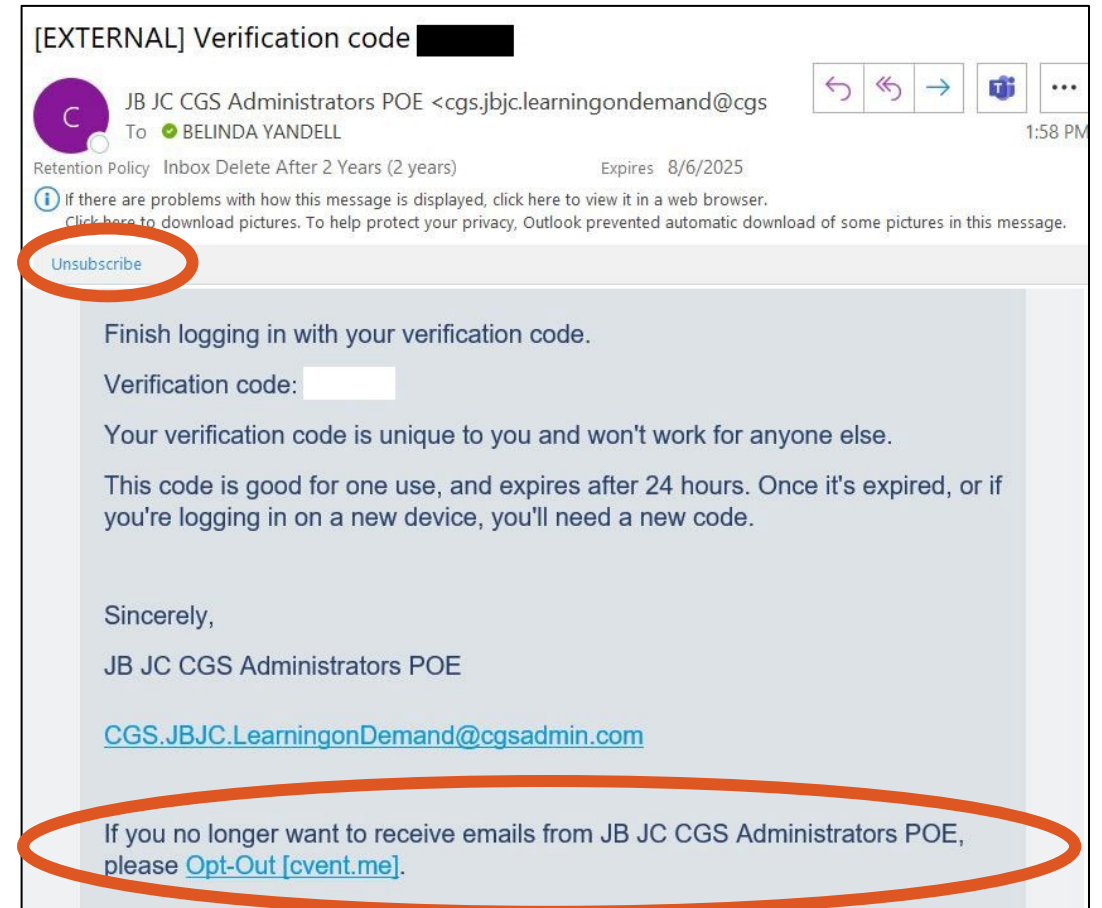 [EXTERNAL] Verification code
C
JB JC CGS Administrators POE <cgs.jbjc.learningondemand@cgs
To BELINDA YANDELL
1:58 PM
Retention Policy Inbox Delete After 2 Years (2 years) Expires 8/6/2025
If there are problems with how this message is displayed, click here to view it in a web browser.
Click here to download pictures. To help protect your privacy, Outlook prevented automatic download of some pictures in this message.
Unsubscribe
Finish logging in with your verification code.
Verification code:
Your verification code is unique to you and won't work for anyone else.
This code is good for one use, and expires after 24 hours. Once it's expired, or if
you're logging in on a new device, you'll need a new code.
Sincerely,
JB JC CGS Administrators POE
CGS.JBJC.LearningonDemand@cgsadmin.com
If you no longer want to receive emails from JB JC CGS Administrators POE,
please Opt-Out [cvent.me].